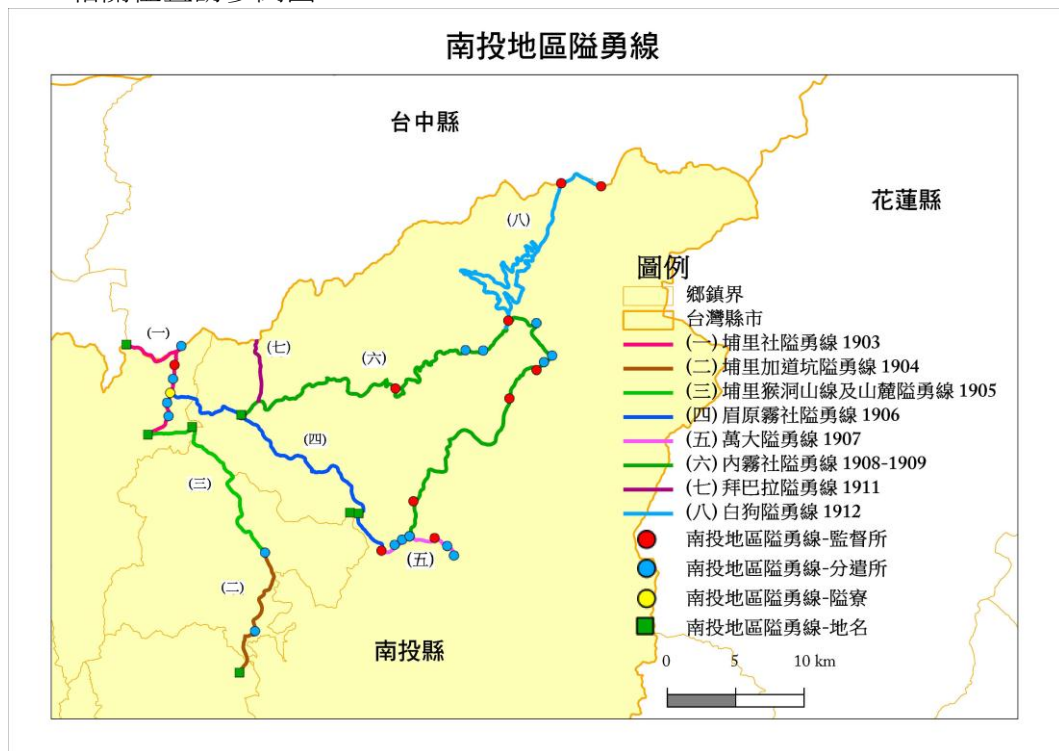 南投地區隘勇線
台中縣
花蓮縣
(八)
(一)
(七)
(六)
(四)
(三)
(五)
(二)
南投縣
圖例
鄉鎮界
台灣縣市
(一) 埔里社隘勇線 1903
(二) 埔里加道坑隘勇線 1904
(三) 埔里猴洞山線及山麓隘勇線 1905
(四) 眉原霧社隘勇線 1906
(五) 萬大隘勇線 1907
(六) 內霧社隘勇線 1908-1909
(七) 拜巴拉隘勇線 1911
(八) 白狗隘勇線 1912
南投地區隘勇線-監督所
南投地區隘勇線-分遣所
南投地區隘勇線-隘寮
南投地區隘勇線-地名
0 5 10 km